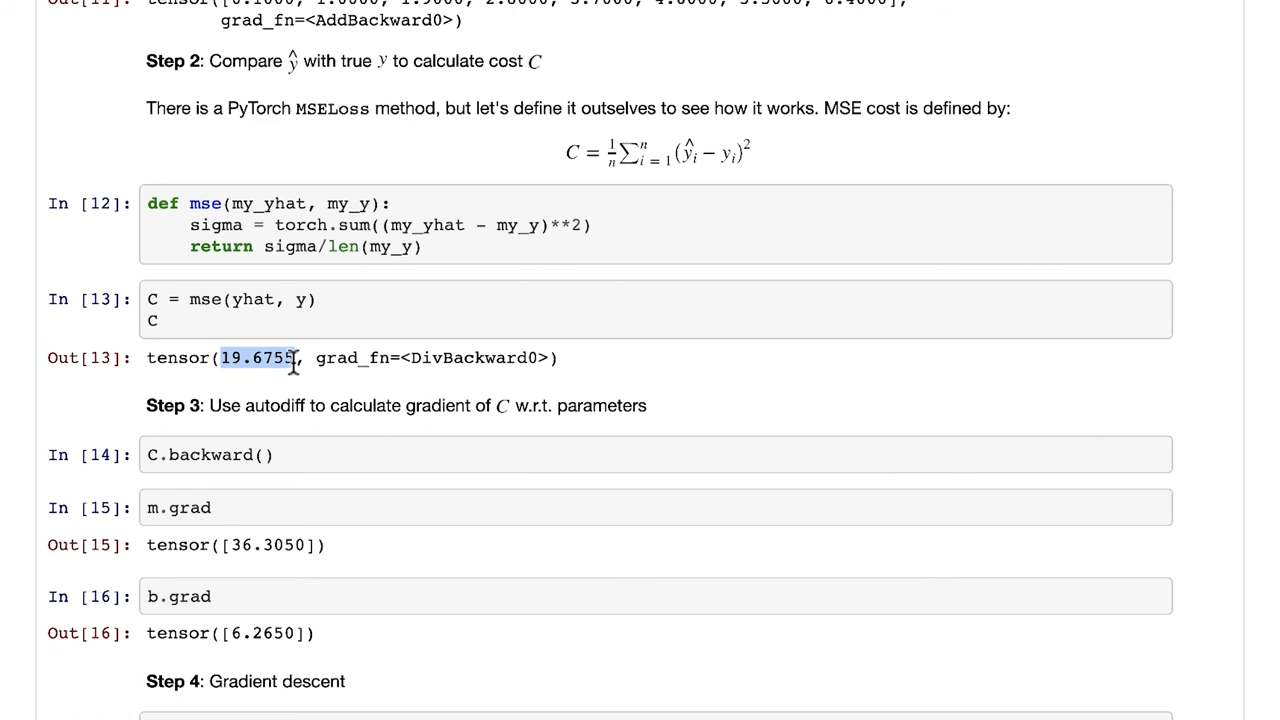 grad_fn=<AddBackward0>)
Step 2: Compare ŷ with true y to calculate cost C
There is a PyTorch MSELoss method, but let's define it outselves to see how it works. MSE cost is defined by:
C = 1/n ∑ⁿᵢ ₌ ₁ (ŷᵢ − yᵢ)²
In [12]: def mse(my_yhat, my_y):
sigma = torch.sum((my_yhat - my_y)**2)
return sigma/len(my_y)
In [13]: C = mse(yhat, y)
C
Out[13]: tensor(19.6755, grad_fn=<DivBackward0>)
Step 3: Use autodiff to calculate gradient of C w.r.t. parameters
In [14]: C.backward()
In [15]: m.grad
Out[15]: tensor([36.3050])
In [16]: b.grad
Out[16]: tensor([6.2650])
Step 4: Gradient descent